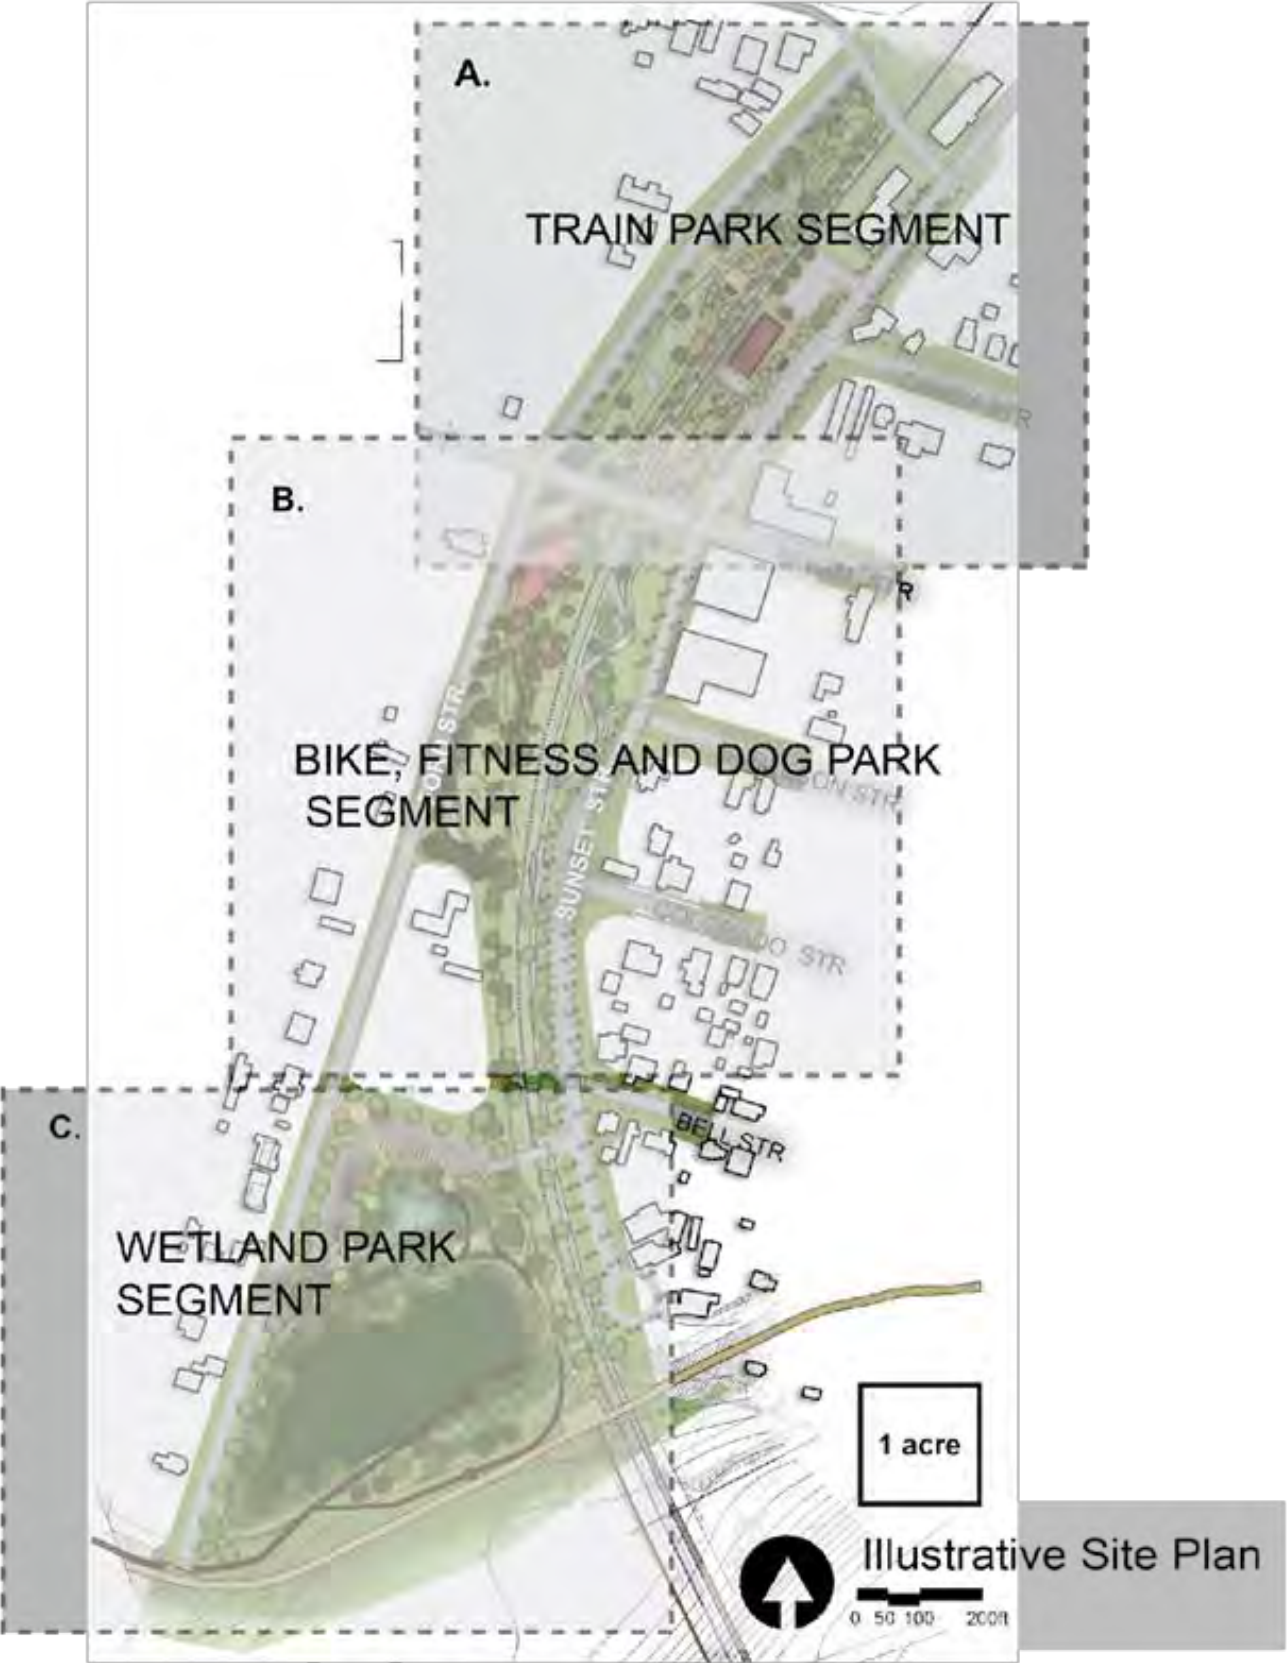 A.
TRAIN PARK SEGMENT
B.
BIKE, FITNESS AND DOG PARK
SEGMENT
SUNSET STR
STR
BELL STR
C.
WETLAND PARK
SEGMENT
1 acre
Illustrative Site Plan
0 50 100 200ft